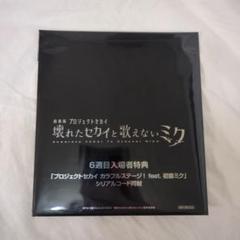 劇場版 プロジェクトセカイ
壊れたセカイと歌えないミク
6週目入場者特典
「プロジェクトセカイ カラフルステージ! feat. 初音ミク」
シリアルコード同封